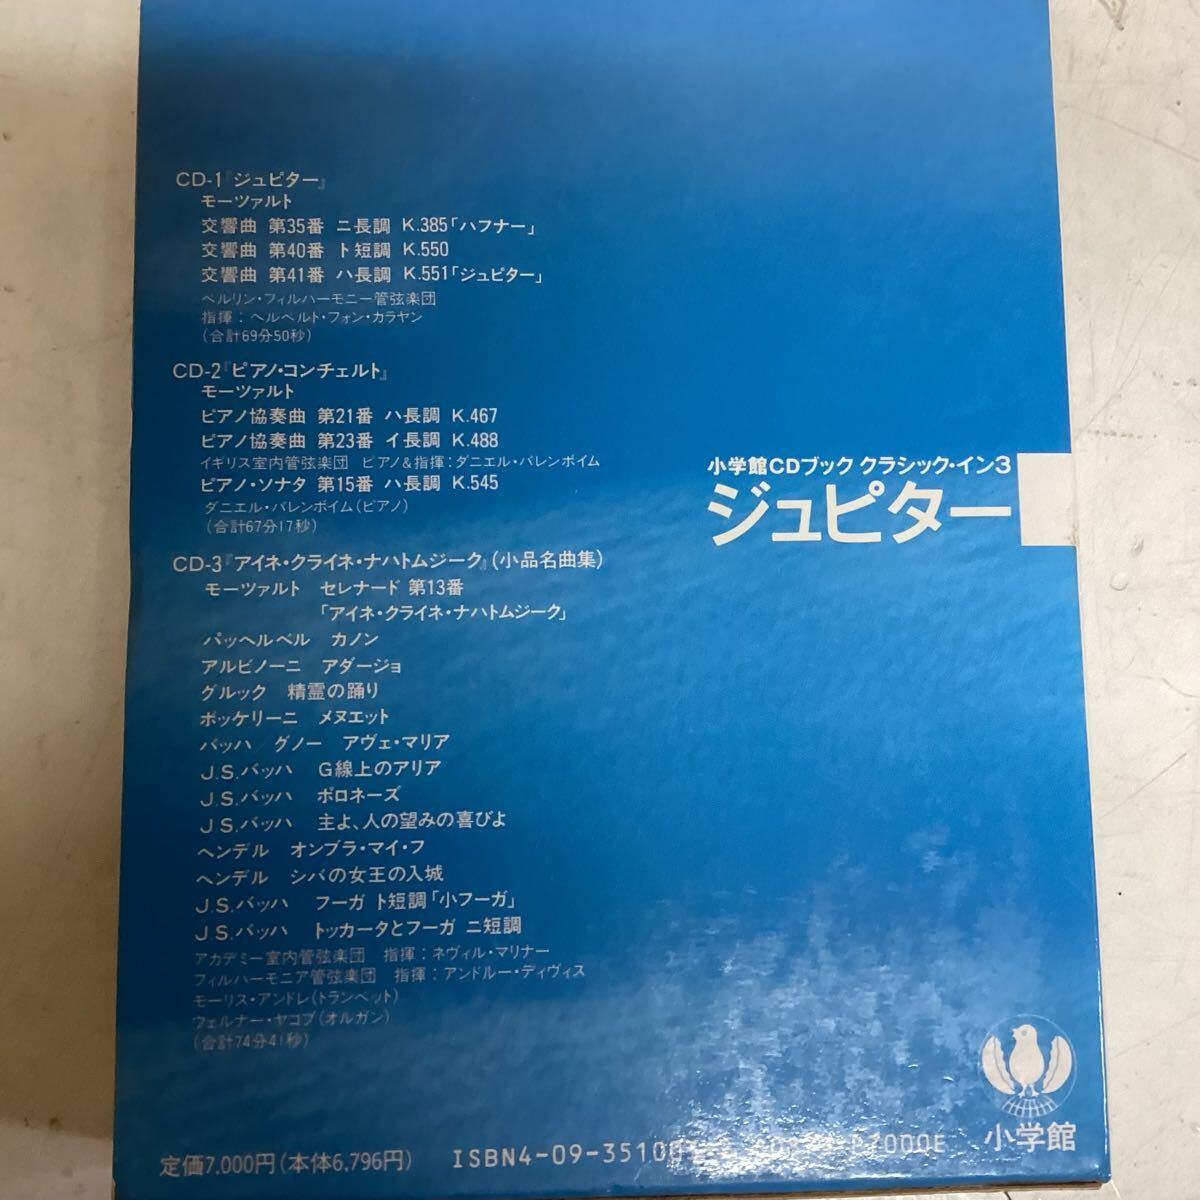 CD-1『ジュピター』
モーツァルト
交響曲 第35番 ニ長調 K.385「ハフナー」
交響曲 第40番 ト短調 K.550
交響曲 第41番 ハ長調 K.551「ジュピター」
ベルリン・フィルハーモニー管弦楽団
指揮：ヘルベルト・フォン・カラヤン
(合計69分50秒)
CD-2『ピアノ・コンチェルト』
モーツァルト
ピアノ協奏曲 第21番 ハ長調 K.467
ピアノ協奏曲 第23番 イ長調 K.488
イギリス室内管弦楽団 ピアノ&指揮：ダニエル・バレンボイム
ピアノ・ソナタ 第15番 ハ長調 K.545
ダニエル・バレンボイム(ピアノ)
(合計67分17秒)
CD-3『アイネ・クライネ・ナハトムジーク』(小品名曲集)
モーツァルト セレナード 第13番
「アイネ・クライネ・ナハトムジーク」
パッヘルベル カノン
アルビノーニ アダージョ
グルック 精霊の踊り
ボッケリーニ メヌエット
バッハ／グノー アヴェ・マリア
J.S.バッハ G線上のアリア
J.S.バッハ ポロネーズ
J.S.バッハ 主よ、人の望みの喜びよ
ヘンデル オンブラ・マイ・フ
ヘンデル シバの女王の入城
J.S.バッハ フーガ ト短調「小フーガ」
J.S.バッハ トッカータとフーガ ニ短調
アカデミー室内管弦楽団 指揮：ネヴィル・マリナー
フィルハーモニア管弦楽団 指揮：アンドルー・ディヴィス
モーリス・アンドレ(トランペット)
ウェルナー・ヤコブ(オルガン)
(合計74分41秒)
小学館CDブック クラシック・イン3
ジュピター
小学館
定価7,000円(本体6,796円)
ISBN4-09-35100 P7000E